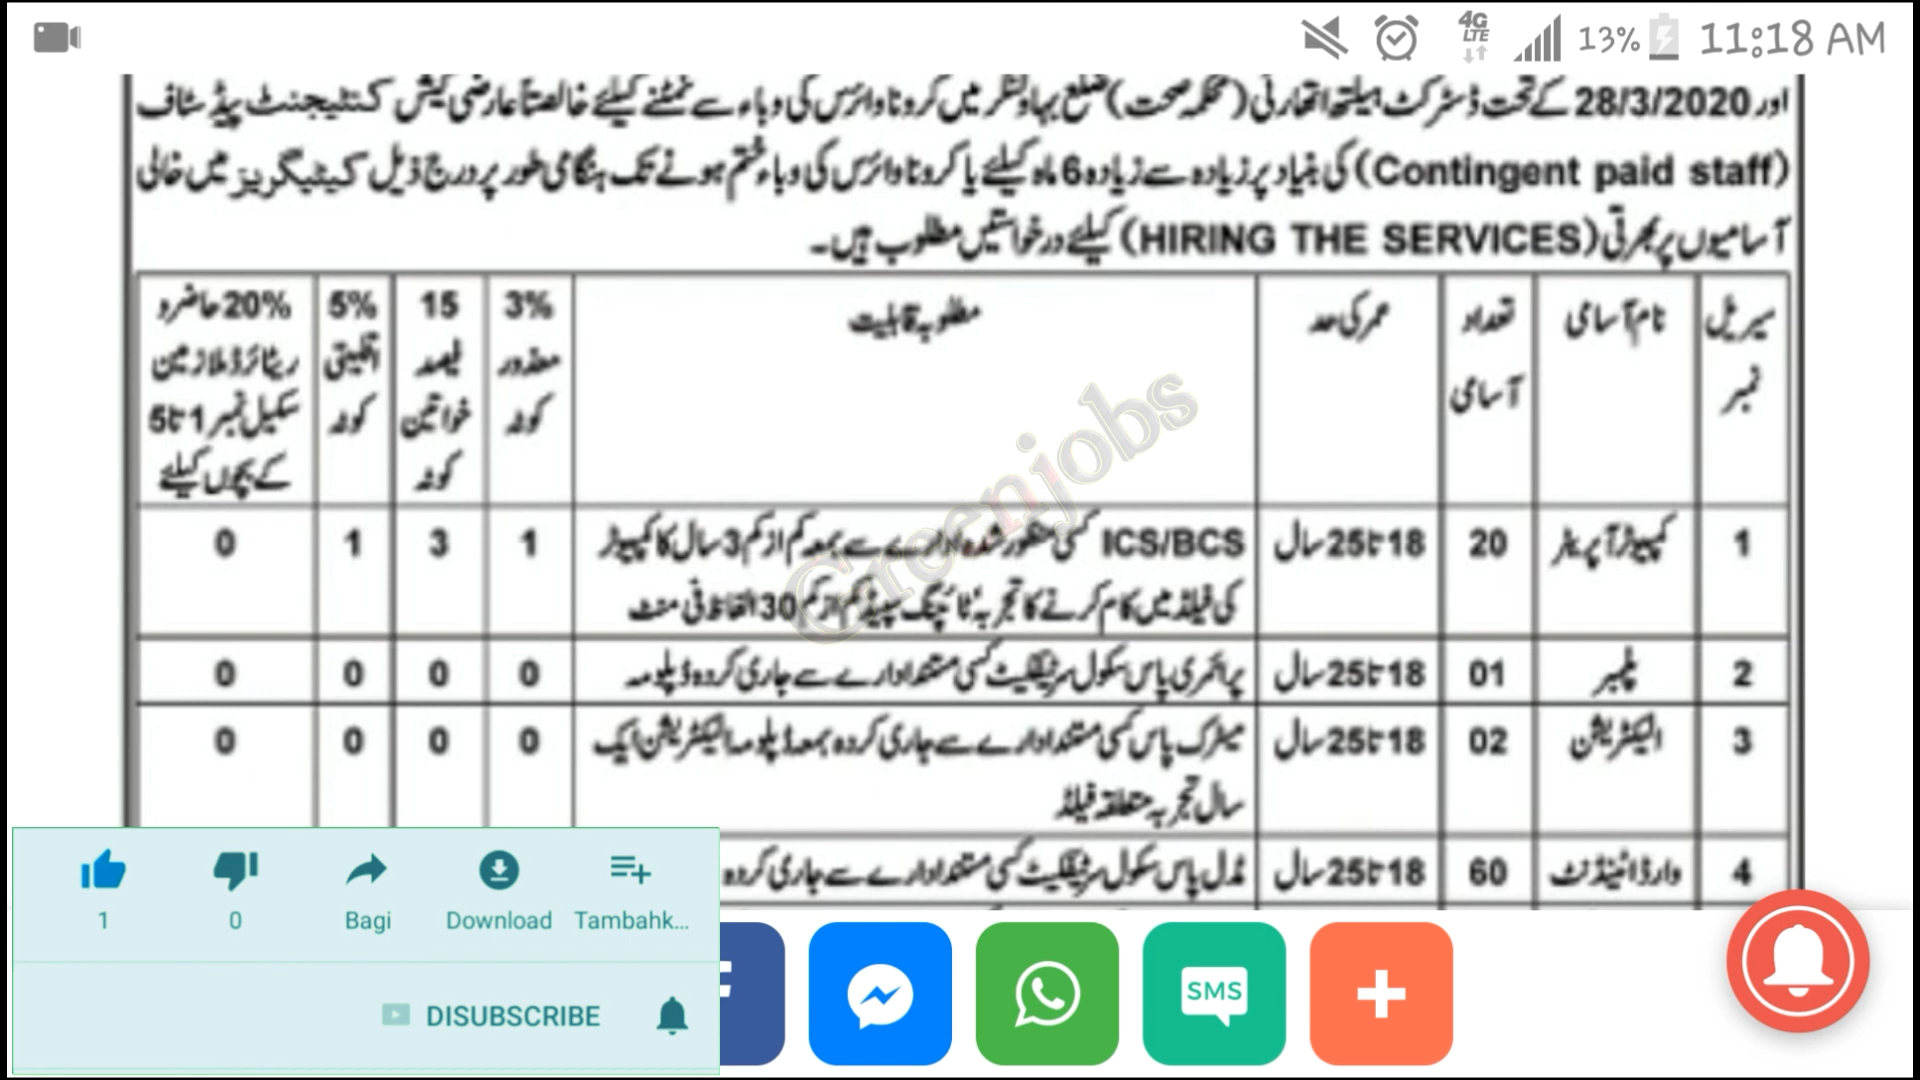 4G LTE 13% 11:18 AM
اور 28/3/2020 کے تحت ڈسٹرکٹ ہیلتھ اتھارٹی (محکمہ صحت) ضلع بہاولنگر میں کرونا وائرس کی وباء سے نمٹنے کیلئے خالصتاً عارضی کیش کنٹیجنٹ پیڈ سٹاف
(Contingent paid staff) کی بنیاد پر زیادہ سے زیادہ 6 ماہ کیلئے یا کرونا وائرس کی وباء ختم ہونے تک ہنگامی طور پر درج ذیل کیٹیگریز میں خالی
آسامیوں پر بھرتی (HIRING THE SERVICES) کیلئے درخواستیں مطلوب ہیں۔
سیریل نمبر
نام آسامی
تعداد آسامی
عمر کی حد
مطلوبہ قابلیت
3% معذور کوٹہ
15 فیصد خواتین کوٹہ
5% اقلیتی کوٹہ
20% حاضر و ریٹائرڈ ملازمین سکیل نمبر 1 تا 5 کے بچوں کیلئے
1 کمپیوٹر آپریٹر 20 18 تا 25 سال ICS/BCS کسی منظور شدہ ادارے سے بمعہ کم از کم 3 سال کا کمپیوٹر 1 3 1 0
کی فیلڈ میں کام کرنے کا تجربہ ٹائپنگ سپیڈ کم از کم 30 الفاظ فی منٹ
2 پلمبر 01 18 تا 25 سال پرائمری پاس سکول سرٹیفکیٹ کسی مستند ادارے سے جاری کردہ ڈپلومہ 0 0 0 0
3 الیکٹریشن 02 18 تا 25 سال میٹرک پاس کسی مستند ادارے سے جاری کردہ بمعہ ڈپلومہ الیکٹریشن ایک 0 0 0 0
سال تجربہ متعلقہ فیلڈ
4 وارڈ اٹینڈنٹ 60 18 تا 25 سال مڈل پاس سکول سرٹیفکیٹ کسی مستند ادارے سے جاری کردہ
Greenjobs
1 0 Bagi Download Tambahk...
DISUBSCRIBE
SMS